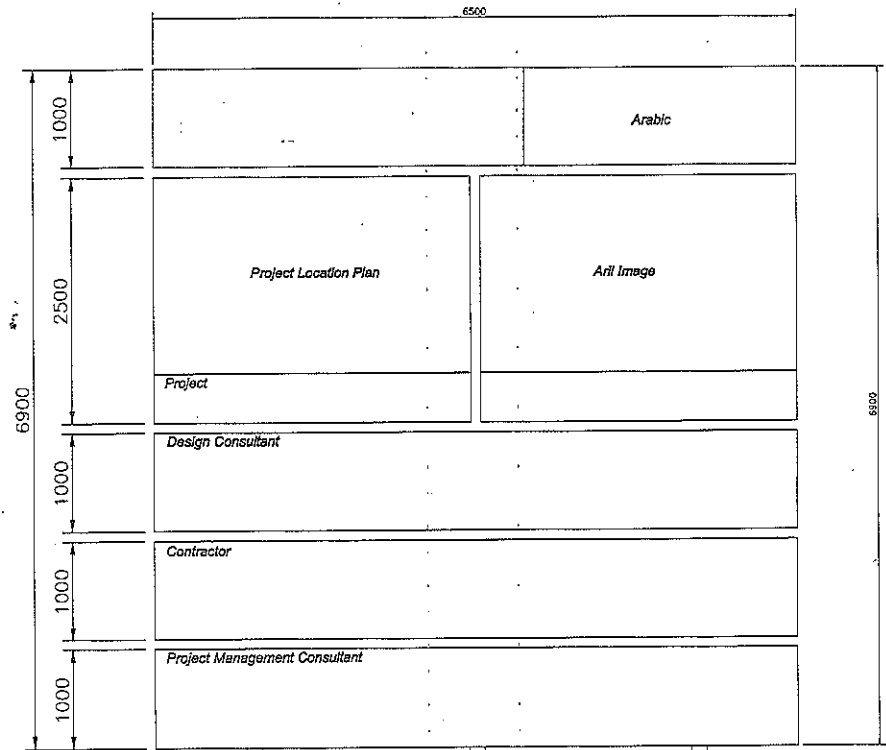 6500
1000
Arabic
2500
Project Location Plan
Aril Image
Project
6900
6900
Design Consultant
1000
Contractor
1000
Project Management Consultant
1000